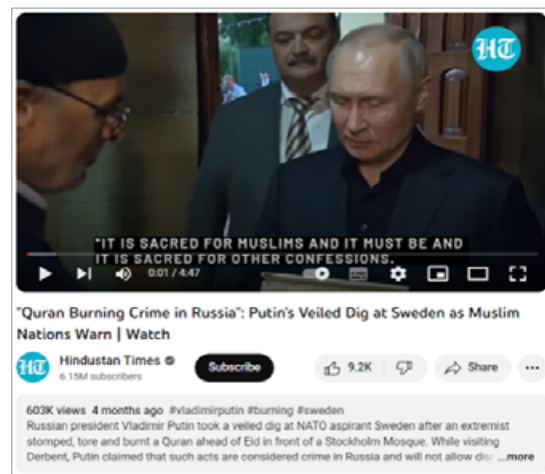 HT
"IT IS SACRED FOR MUSLIMS AND IT MUST BE AND
IT IS SACRED FOR OTHER CONFESSIONS.
0:01 / 4:47
"Quran Burning Crime in Russia": Putin's Veiled Dig at Sweden as Muslim
Nations Warn | Watch
HT
Hindustan Times
6.15M subscribers
Subscribe
9.2K
Share
603K views 4 months ago #vladimirputin #burning #sweden
Russian president Vladimir Putin took a veiled dig at NATO aspirant Sweden after an extremist
stomped, tore and burnt a Quran ahead of Eid in front of a Stockholm Mosque. While visiting
Derbent, Putin claimed that such acts are considered crime in Russia and will not allow ...more